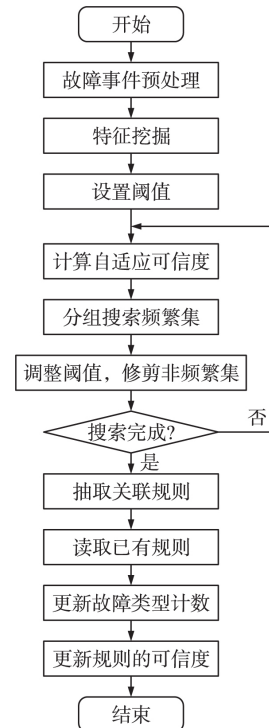 开始
故障事件预处理
特征挖掘
设置阈值
计算自适应可信度
分组搜索频繁集
调整阈值，修剪非频繁集
搜索完成?
否
是
抽取关联规则
读取已有规则
更新故障类型计数
更新规则的可信度
结束